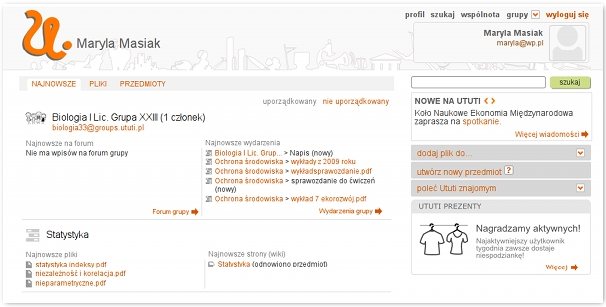 profil szukaj wspólnota grupy wyloguj się
U.
Maryla Masiak
Maryla Masiak
maryla@wp.pl
NAJNOWSZE PLIKI PRZEDMIOTY
szukaj
uporządkowany nie uporządkowany
Biologia I Lic. Grupa XXIII (1 członek)
biologia33@groups.ututi.pl
Najnowsze na forum
Nie ma wpisów na forum grupy
Forum grupy
Najnowsze wydarzenia
Biologia I Lic. Grup... > Napis (nowy)
Ochrona środowiska > wykłady z 2009 roku
Ochrona środowiska > wykładsprawozdanie.pdf
Ochrona środowiska > sprawozdanie do ćwiczeń
(nowy)
Ochrona środowiska > wykład 7 ekorozwój.pdf
Wydarzenia grupy
Statystyka
Najnowsze pliki
statystyka indeksy.pdf
niezależność i korelacja.pdf
nieparametryczne.pdf
Najnowsze strony (wiki)
Statystyka (odnowiono przedmiot)
NOWE NA UTUTI
Koło Naukowe Ekonomia Międzynarodowa
zaprasza na spotkanie.
Więcej wiadomości
dodaj plik do...
utwórz nowy przedmiot ?
poleć Ututi znajomym
UTUTI PREZENTY
Nagradzamy aktywnych!
Najaktywniejszy użytkownik
tygodnia zawsze dostaje
niespodziankę!
Więcej